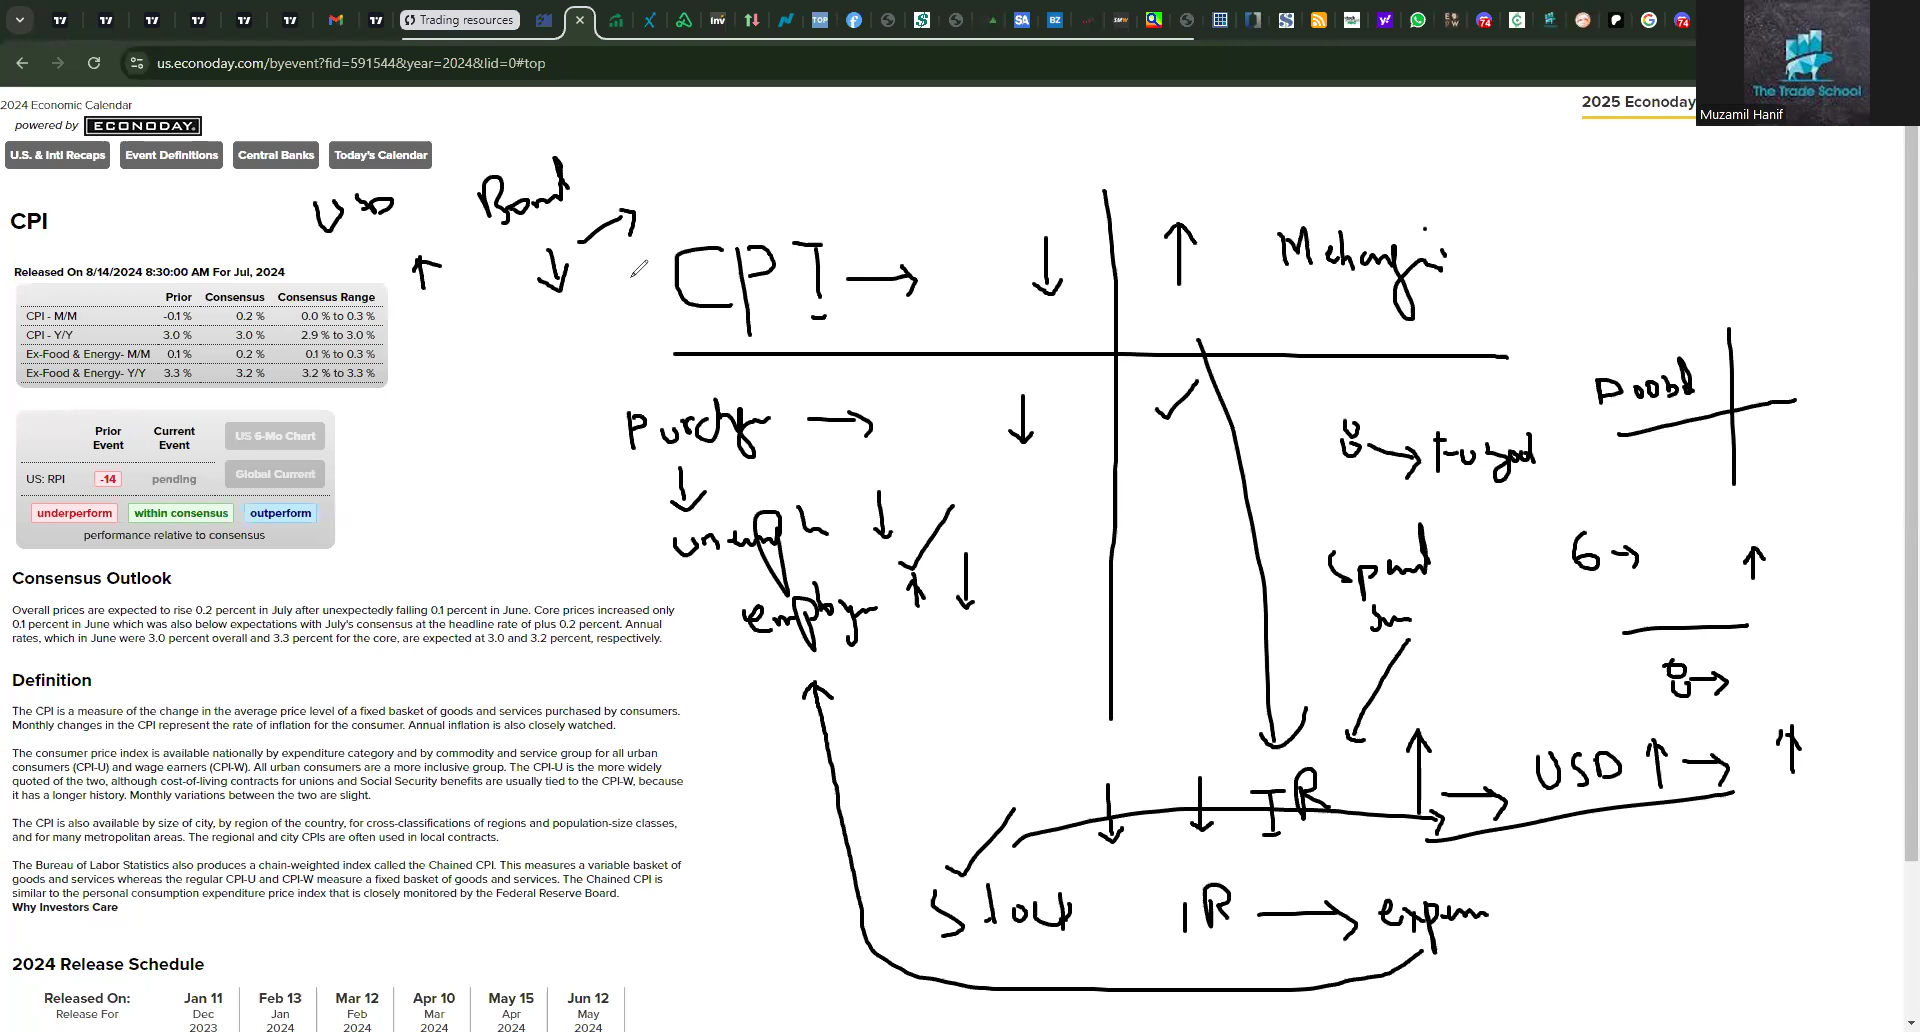 Trading resources
us.econoday.com/byevent?fid=591544&year=2024&lid=0#top
The Trade School
Muzamil Hanif
2024 Economic Calendar
powered by ECONODAY.
2025 Econoday
U.S. & Intl Recaps Event Definitions Central Banks Today's Calendar
USD Bond
CPI
CPI → ↓ ↑ Mehangi
Released On 8/14/2024 8:30:00 AM For Jul, 2024
Prior Consensus Consensus Range
CPI - M/M -0.1 % 0.2 % 0.0 % to 0.3 %
CPI - Y/Y 3.0 % 3.0 % 2.9 % to 3.0 %
Ex-Food & Energy- M/M 0.1 % 0.2 % 0.1 % to 0.3 %
Ex-Food & Energy- Y/Y 3.3 % 3.2 % 3.2 % to 3.3 %
Prior Event Current Event US 6-Mo Chart
Global Current
US: RPI -14 pending
underperform within consensus outperform
performance relative to consensus
IR ↑ → USD ↑ → ↑
Stock IR →
Consensus Outlook
Overall prices are expected to rise 0.2 percent in July after unexpectedly falling 0.1 percent in June. Core prices increased only
0.1 percent in June which was also below expectations with July's consensus at the headline rate of plus 0.2 percent. Annual
rates, which in June were 3.0 percent overall and 3.3 percent for the core, are expected at 3.0 and 3.2 percent, respectively.
Definition
The CPI is a measure of the change in the average price level of a fixed basket of goods and services purchased by consumers.
Monthly changes in the CPI represent the rate of inflation for the consumer. Annual inflation is also closely watched.
The consumer price index is available nationally by expenditure category and by commodity and service group for all urban
consumers (CPI-U) and wage earners (CPI-W). All urban consumers are a more inclusive group. The CPI-U is the more widely
quoted of the two, although cost-of-living contracts for unions and Social Security benefits are usually tied to the CPI-W, because
it has a longer history. Monthly variations between the two are slight.
The CPI is also available by size of city, by region of the country, for cross-classifications of regions and population-size classes,
and for many metropolitan areas. The regional and city CPIs are often used in local contracts.
The Bureau of Labor Statistics also produces a chain-weighted index called the Chained CPI. This measures a variable basket of
goods and services whereas the regular CPI-U and CPI-W measure a fixed basket of goods and services. The Chained CPI is
similar to the personal consumption expenditure price index that is closely monitored by the Federal Reserve Board.
Why Investors Care
2024 Release Schedule
Released On: Jan 11 Feb 13 Mar 12 Apr 10 May 15 Jun 12
Release For Dec Jan Feb Mar Apr May
2023 2024 2024 2024 2024 2024